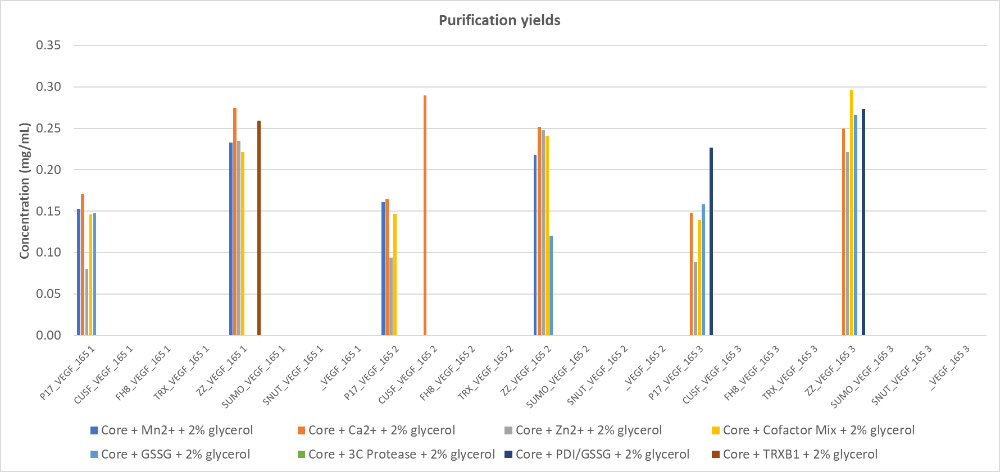 Purification yields
Concentration (mg/mL)
0.35
0.30
0.25
0.20
0.15
0.10
0.05
0.00
P17_VEGF_165 1
CUSF_VEGF_165 1
FH8_VEGF_165 1
TRX_VEGF_165 1
ZZ_VEGF_165 1
SUMO_VEGF_165 1
SNUT_VEGF_165 1
_VEGF_165 1
P17_VEGF_165 2
CUSF_VEGF_165 2
FH8_VEGF_165 2
TRX_VEGF_165 2
ZZ_VEGF_165 2
SUMO_VEGF_165 2
SNUT_VEGF_165 2
_VEGF_165 2
P17_VEGF_165 3
CUSF_VEGF_165 3
FH8_VEGF_165 3
TRX_VEGF_165 3
ZZ_VEGF_165 3
SUMO_VEGF_165 3
SNUT_VEGF_165 3
_VEGF_165 3
Core + Mn2+ + 2% glycerol
Core + Ca2+ + 2% glycerol
Core + Zn2+ + 2% glycerol
Core + Cofactor Mix + 2% glycerol
Core + GSSG + 2% glycerol
Core + 3C Protease + 2% glycerol
Core + PDI/GSSG + 2% glycerol
Core + TRXB1 + 2% glycerol